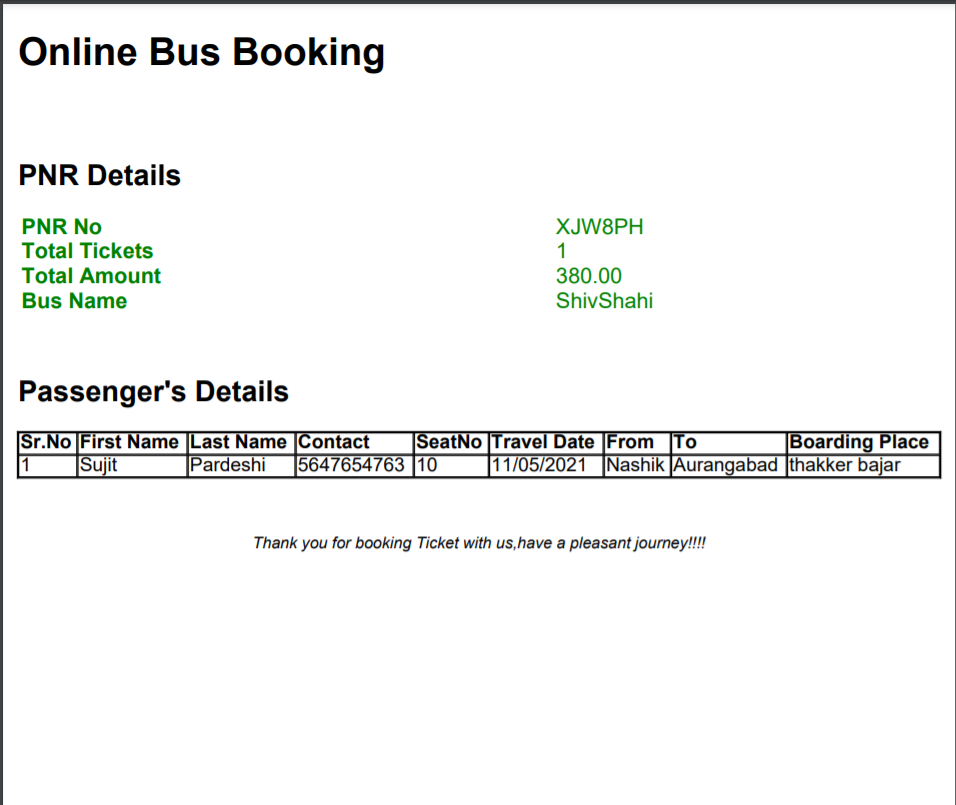 Online Bus Booking
PNR Details
PNR No XJW8PH
Total Tickets 1
Total Amount 380.00
Bus Name ShivShahi
Passenger's Details
Sr.No First Name Last Name Contact SeatNo Travel Date From To Boarding Place
1 Sujit Pardeshi 5647654763 10 11/05/2021 Nashik Aurangabad thakker bajar
Thank you for booking Ticket with us,have a pleasant journey!!!!